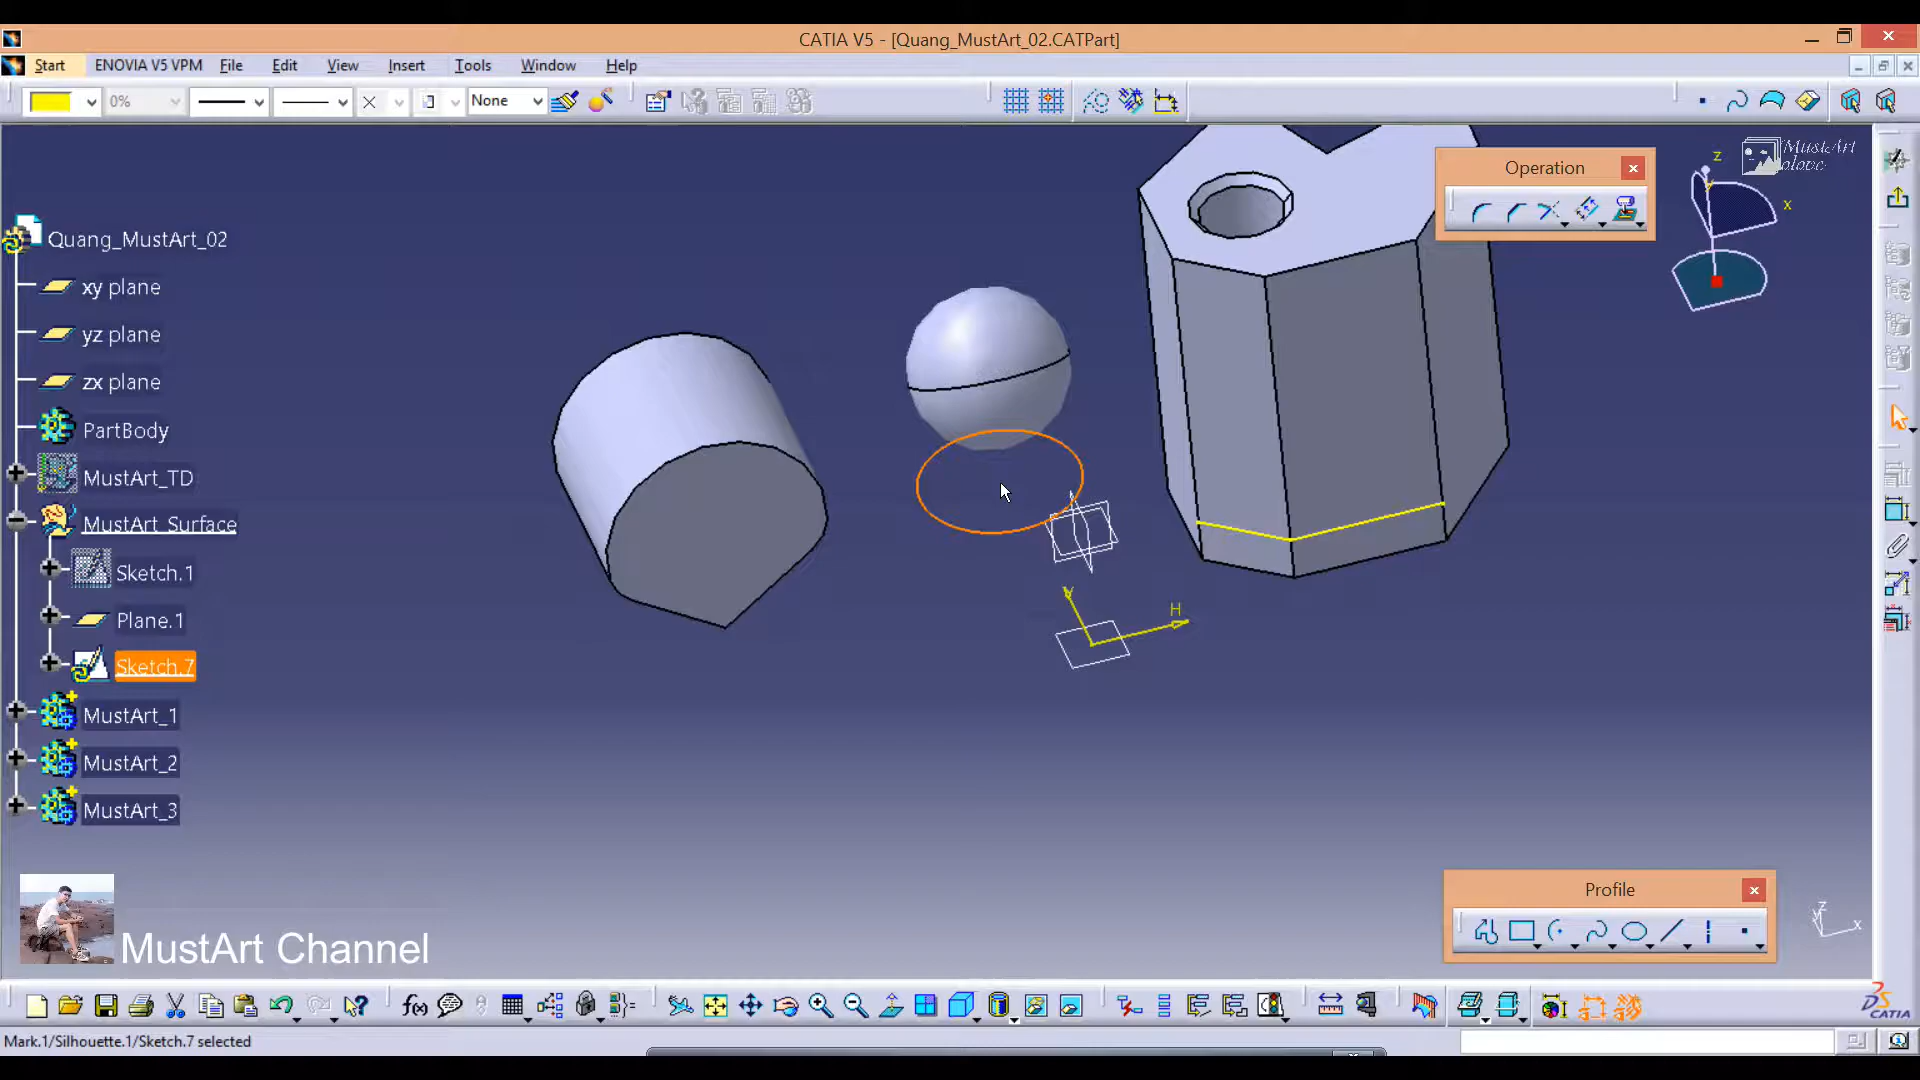 CATIA V5 - [Quang_MustArt_02.CATPart]
Start ENOVIA V5 VPM File Edit View Insert Tools Window Help
0% None
Operation
MustArt
z
x
Quang_MustArt_02
xy plane
yz plane
zx plane
PartBody
MustArt_TD
MustArt_Surface
Sketch.1
Plane.1
Sketch.7
MustArt_1
MustArt_2
MustArt_3
V
H
Profile
z
y
x
MustArt Channel
f(x)
CATIA
Mark.1/Silhouette.1/Sketch.7 selected